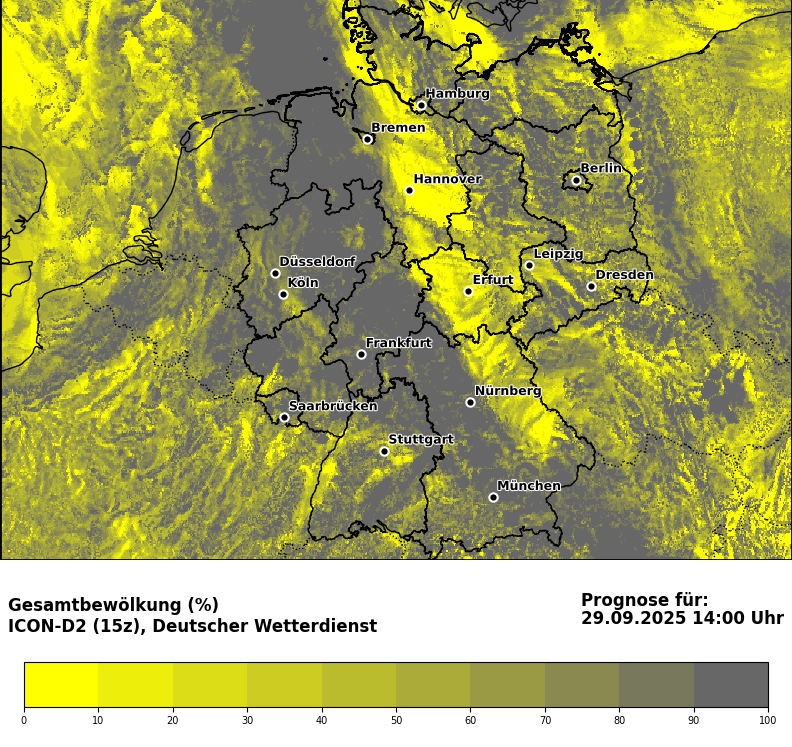 Hamburg
Bremen
Berlin
Hannover
Leipzig
Düsseldorf
Dresden
Köln
Erfurt
Frankfurt
Nürnberg
Saarbrücken
Stuttgart
München
Gesamtbewölkung (%)
ICON-D2 (15z), Deutscher Wetterdienst
Prognose für:
29.09.2025 14:00 Uhr
0 10 20 30 40 50 60 70 80 90 100